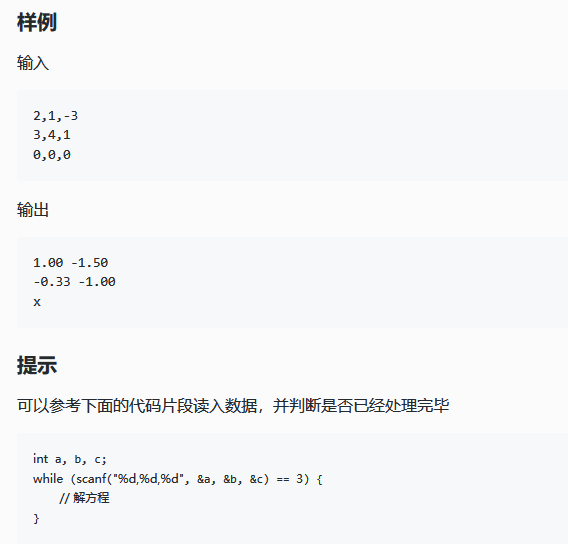 样例
输入
2,1,-3
3,4,1
0,0,0
输出
1.00 -1.50
-0.33 -1.00
x
提示
可以参考下面的代码片段读入数据，并判断是否已经处理完毕
int a, b, c;
while (scanf("%d,%d,%d", &a, &b, &c) == 3) {
    // 解方程
}